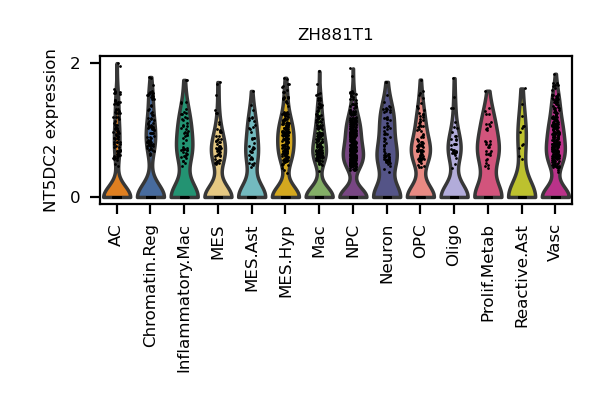 ZH881T1
NT5DC2 expression
2
0
AC
Chromatin.Reg
Inflammatory.Mac
MES
MES.Ast
MES.Hyp
Mac
NPC
Neuron
OPC
Oligo
Prolif.Metab
Reactive.Ast
Vasc